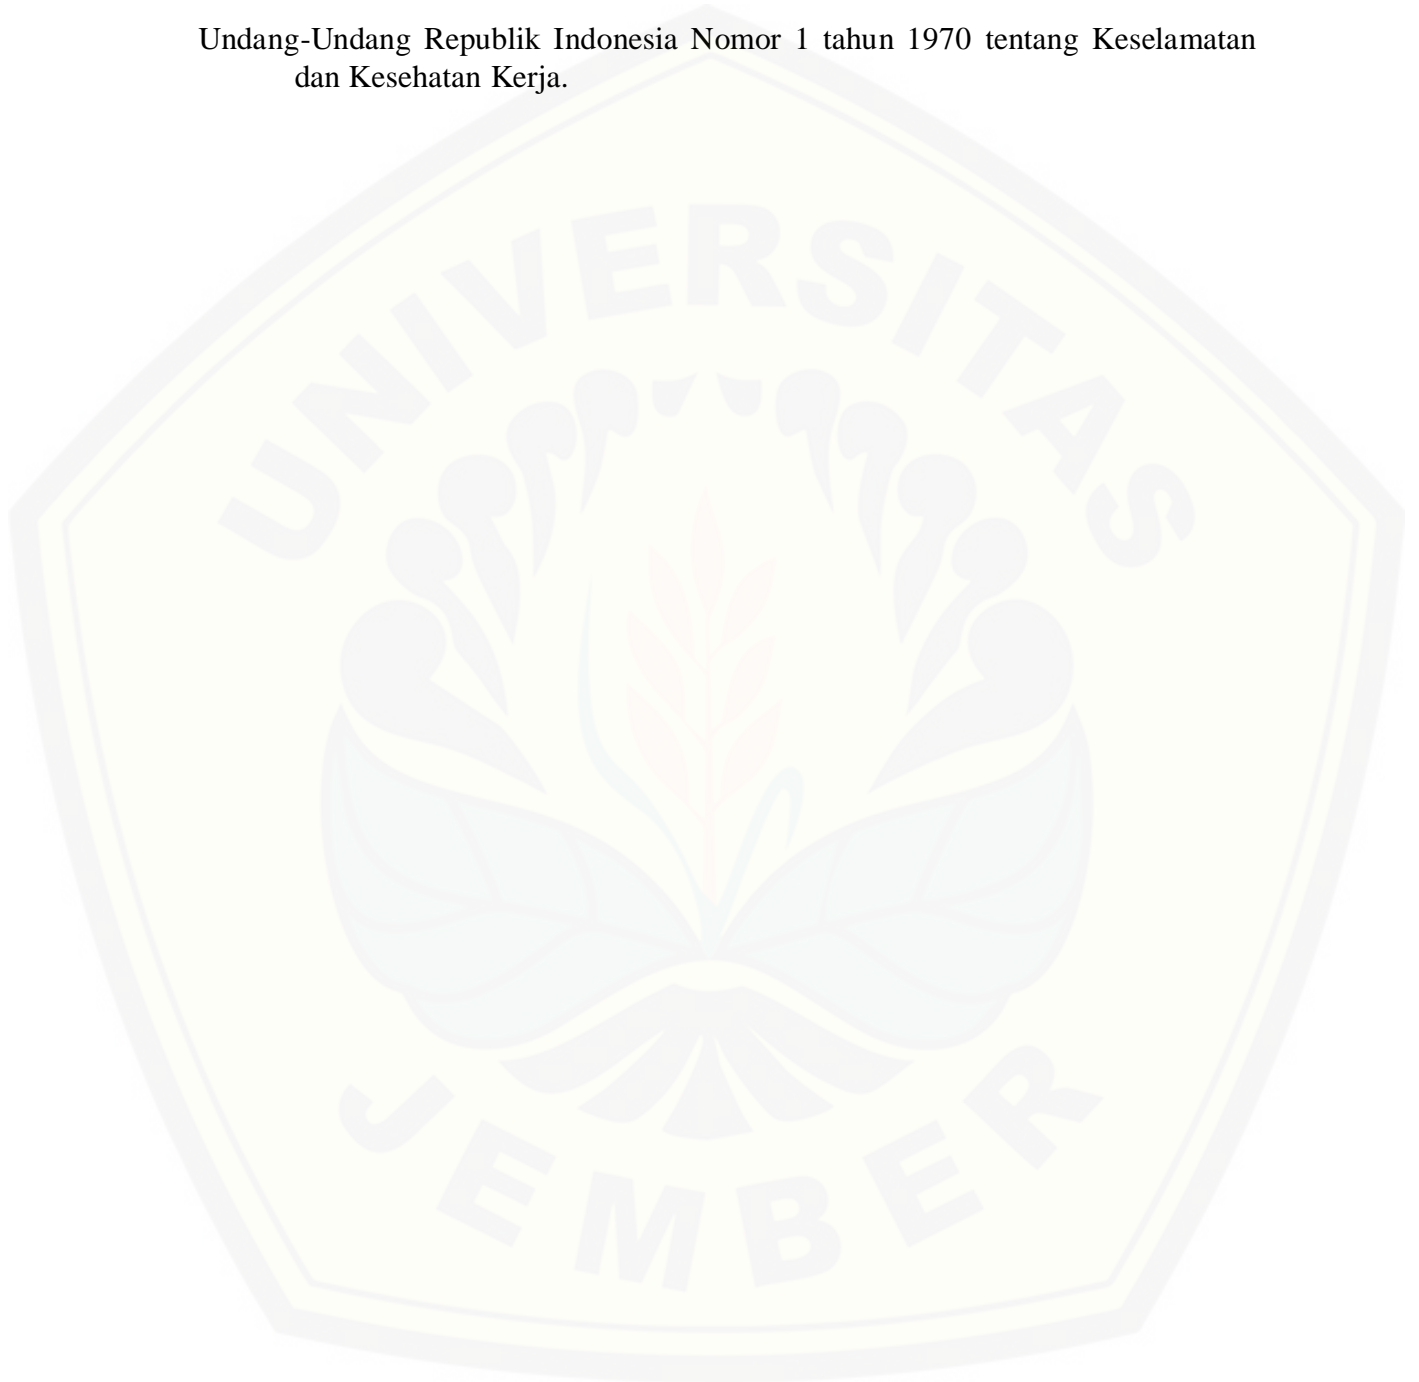 Undang-Undang Republik Indonesia Nomor 1 tahun 1970 tentang Keselamatan
dan Kesehatan Kerja.
UNIVERSITAS
JEMBER